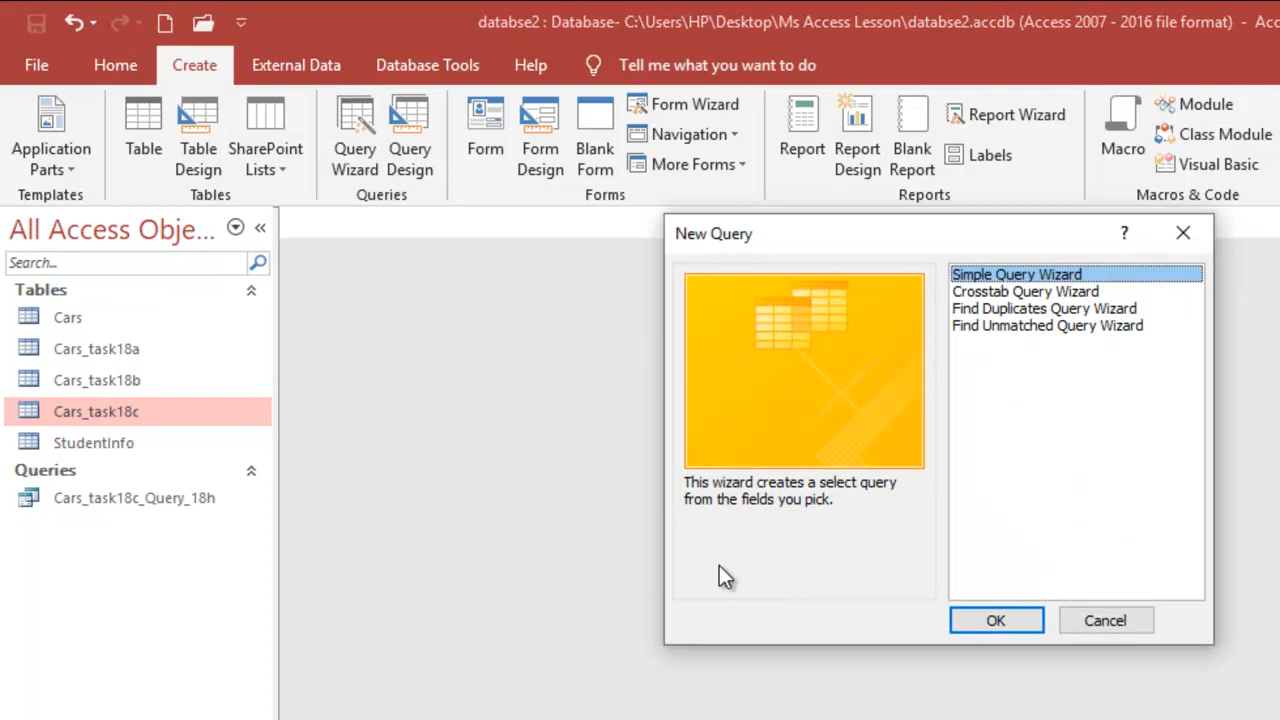 databse2 : Database- C:\Users\HP\Desktop\Ms Access Lesson\databse2.accdb (Access 2007 - 2016 file format) - Acc
File Home Create External Data Database Tools Help Tell me what you want to do
Application Parts
Table
Table Design
SharePoint Lists
Query Wizard
Query Design
Form
Form Design
Blank Form
Form Wizard
Navigation
More Forms
Report
Report Design
Blank Report
Report Wizard
Labels
Macro
Module
Class Module
Visual Basic
Templates Tables Queries Forms Reports Macros & Code
All Access Obje...
Search...
Tables
Cars
Cars_task18a
Cars_task18b
Cars_task18c
StudentInfo
Queries
Cars_task18c_Query_18h
New Query
?
Simple Query Wizard
Crosstab Query Wizard
Find Duplicates Query Wizard
Find Unmatched Query Wizard
This wizard creates a select query
from the fields you pick.
OK Cancel